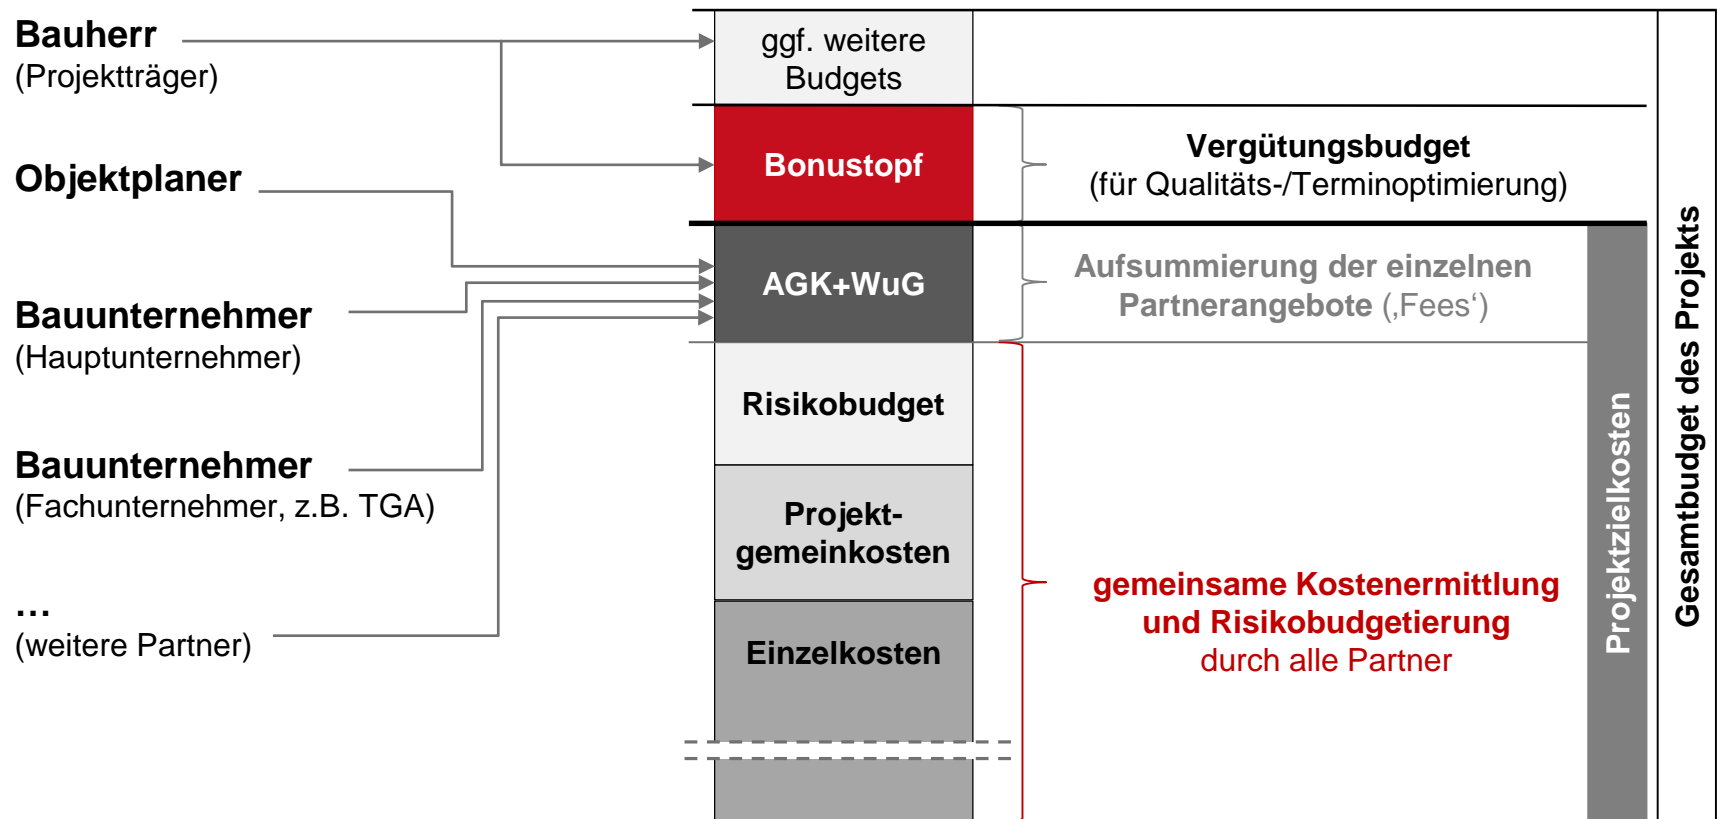 Bauherr
(Projektträger)
Objektplaner
Bauunternehmer
(Hauptunternehmer)
Bauunternehmer
(Fachunternehmer, z.B. TGA)
…
(weitere Partner)
ggf. weitere
Budgets
Bonustopf
AGK+WuG
Risikobudget
Projekt-
gemeinkosten
Einzelkosten
Vergütungsbudget
(für Qualitäts-/Terminoptimierung)
Aufsummierung der einzelnen
Partnerangebote (‚Fees‘)
gemeinsame Kostenermittlung
und Risikobudgetierung
durch alle Partner
Projektzielkosten
Gesamtbudget des Projekts